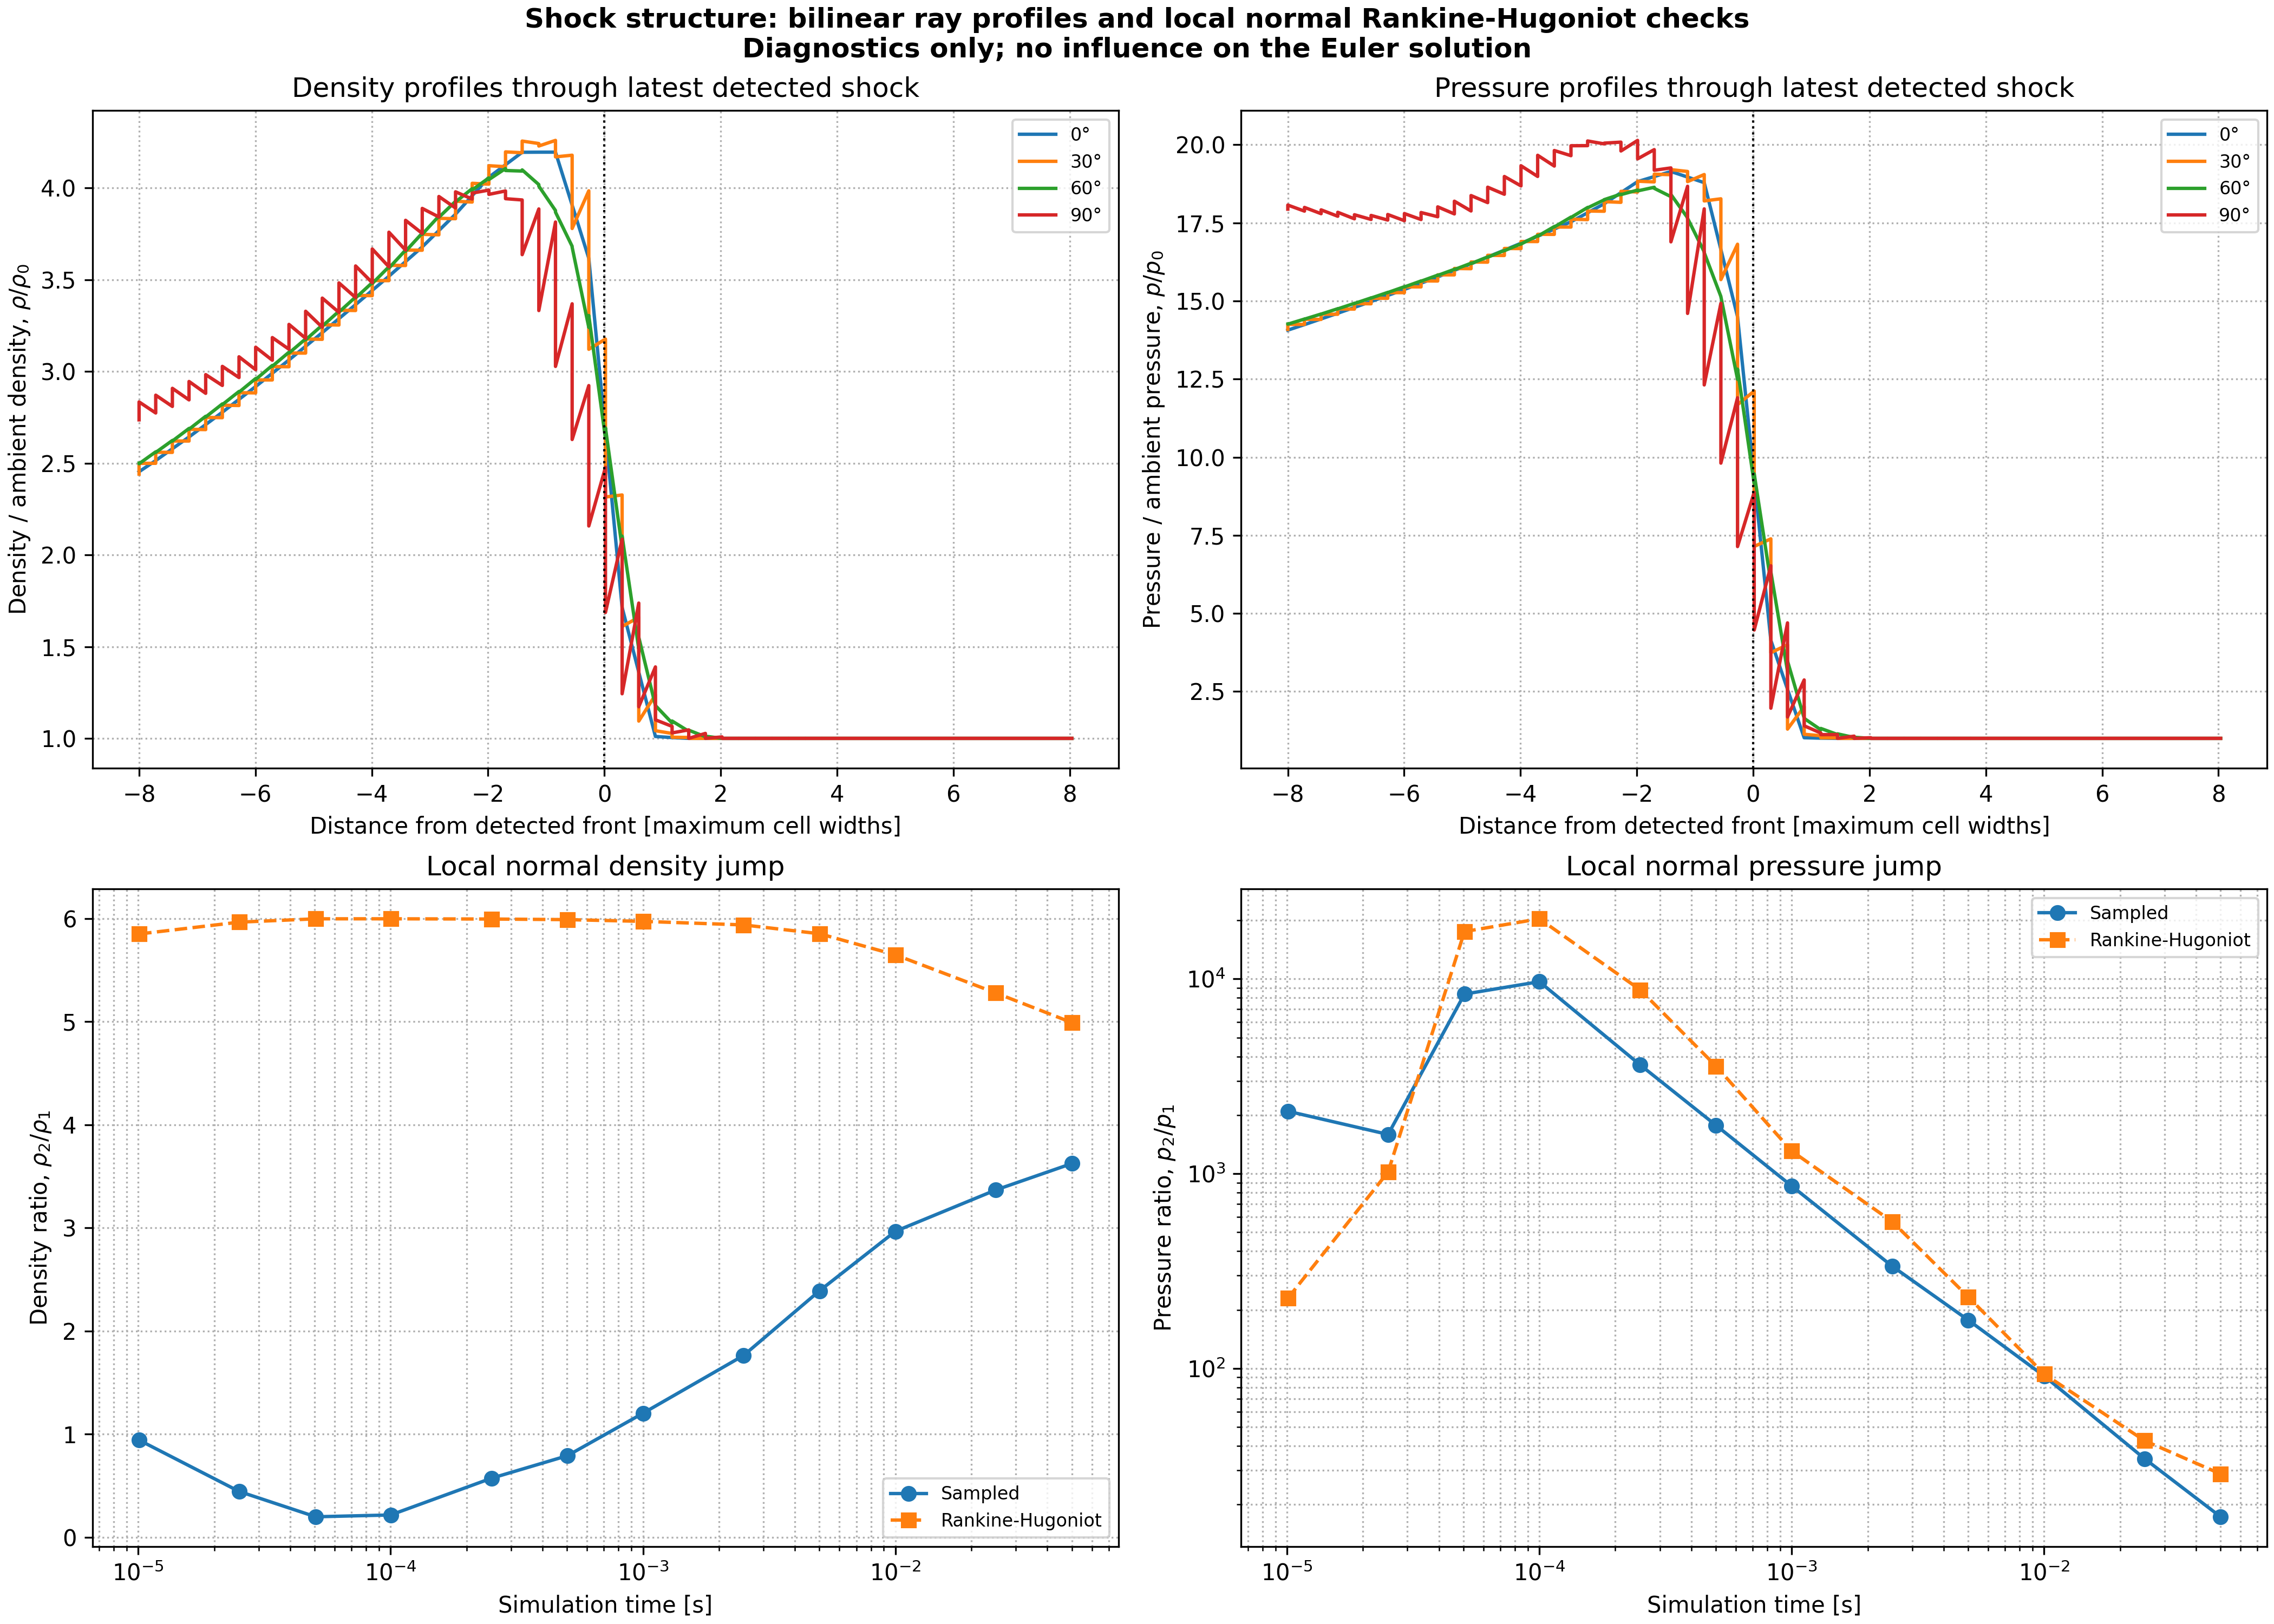 Shock structure: bilinear ray profiles and local normal Rankine-Hugoniot checks
Diagnostics only; no influence on the Euler solution
Density profiles through latest detected shock
Density / ambient density, ρ/ρ₀
4.0
3.5
3.0
2.5
2.0
1.5
1.0
0°
30°
60°
90°
−8 −6 −4 −2 0 2 4 6 8
Distance from detected front [maximum cell widths]
Pressure profiles through latest detected shock
Pressure / ambient pressure, p/p₀
20.0
17.5
15.0
12.5
10.0
7.5
5.0
2.5
0°
30°
60°
90°
−8 −6 −4 −2 0 2 4 6 8
Distance from detected front [maximum cell widths]
Local normal density jump
Density ratio, ρ₂/ρ₁
6
5
4
3
2
1
0
Sampled
Rankine-Hugoniot
10⁻⁵ 10⁻⁴ 10⁻³ 10⁻²
Simulation time [s]
Local normal pressure jump
Pressure ratio, p₂/p₁
10⁴
10³
10²
Sampled
Rankine-Hugoniot
10⁻⁵ 10⁻⁴ 10⁻³ 10⁻²
Simulation time [s]